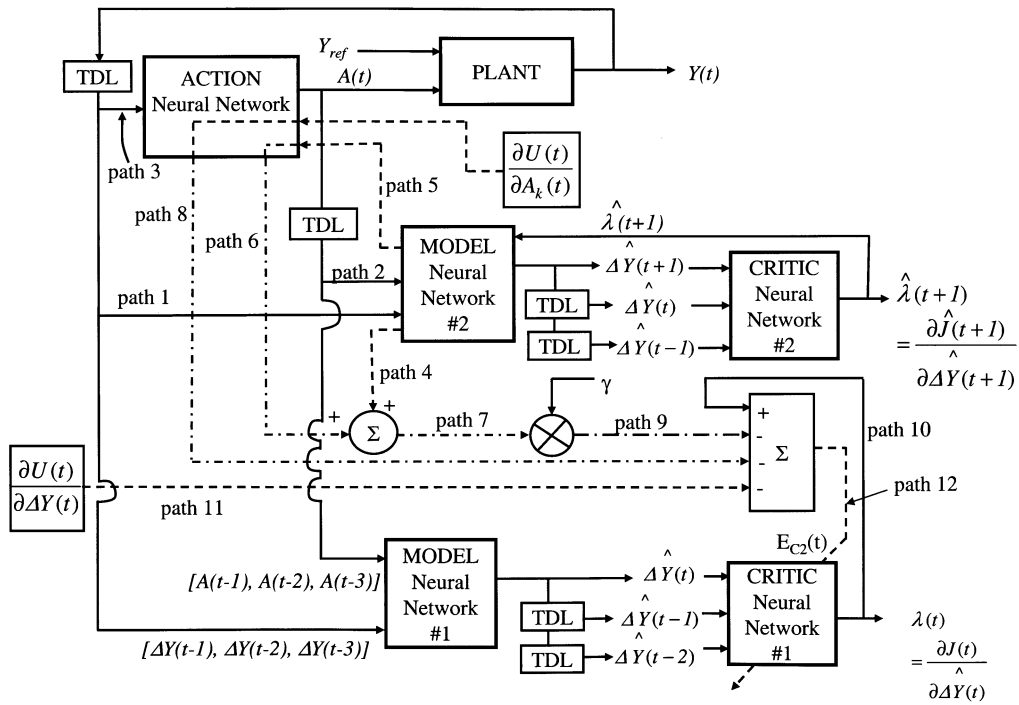 Y_ref
TDL
ACTION
Neural Network
A(t)
PLANT
Y(t)
path 3
∂U(t)
∂A_k(t)
path 5
path 8
path 6
TDL
λ̂(t+1)
MODEL
Neural
Network
#2
path 2
path 1
ΔŶ(t+1)
TDL
ΔŶ(t)
TDL
ΔŶ(t−1)
CRITIC
Neural
Network
#2
λ̂(t+1)
= ∂Ĵ(t+1)
∂ΔŶ(t+1)
path 4
γ
+
+
Σ
path 7
path 9
+
-
-
-
Σ
path 10
∂U(t)
∂ΔY(t)
path 11
path 12
E_C2(t)
MODEL
Neural
Network
#1
[A(t-1), A(t-2), A(t-3)]
[ΔY(t-1), ΔY(t-2), ΔY(t-3)]
ΔŶ(t)
TDL
ΔŶ(t−1)
TDL
ΔŶ(t−2)
CRITIC
Neural
Network
#1
λ(t)
= ∂J(t)
∂ΔŶ(t)